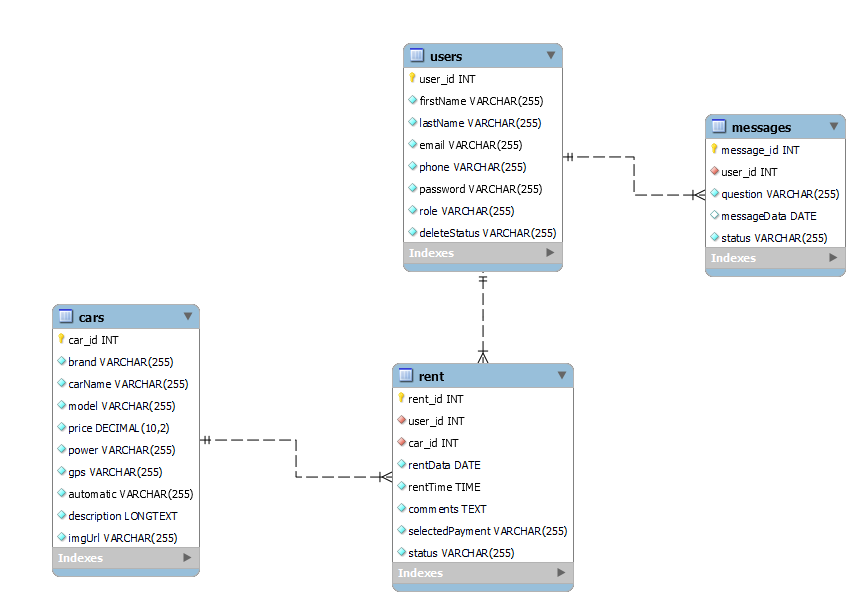 users
user_id INT
firstName VARCHAR(255)
lastName VARCHAR(255)
email VARCHAR(255)
phone VARCHAR(255)
password VARCHAR(255)
role VARCHAR(255)
deleteStatus VARCHAR(255)
Indexes
messages
message_id INT
user_id INT
question VARCHAR(255)
messageData DATE
status VARCHAR(255)
Indexes
cars
car_id INT
brand VARCHAR(255)
carName VARCHAR(255)
model VARCHAR(255)
price DECIMAL(10,2)
power VARCHAR(255)
gps VARCHAR(255)
automatic VARCHAR(255)
description LONGTEXT
imgUrl VARCHAR(255)
Indexes
rent
rent_id INT
user_id INT
car_id INT
rentData DATE
rentTime TIME
comments TEXT
selectedPayment VARCHAR(255)
status VARCHAR(255)
Indexes